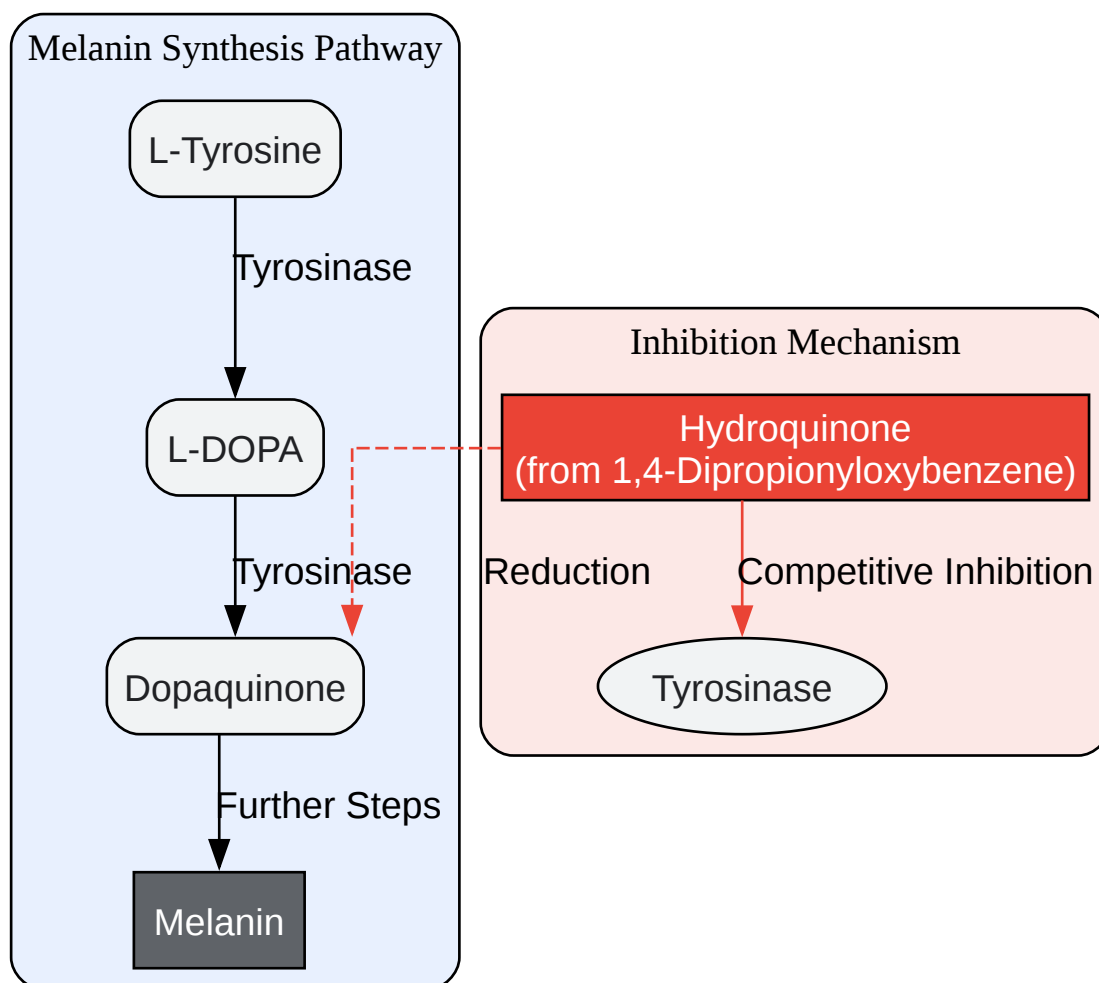 Melanin Synthesis Pathway
L-Tyrosine
Tyrosinase
L-DOPA
Tyrosinase
Dopaquinone
Further Steps
Melanin
Inhibition Mechanism
Hydroquinone
(from 1,4-Dipropionyloxybenzene)
Reduction
Competitive Inhibition
Tyrosinase